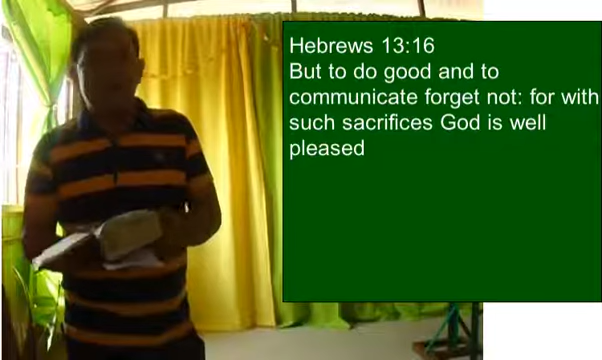 Hebrews 13:16
But to do good and to
communicate forget not: for with
such sacrifices God is well
pleased